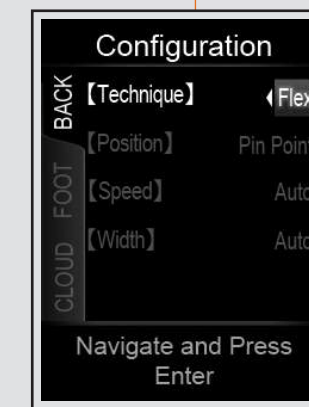 Configuration
BACK
FOOT
CLOUD
【Technique】 Flex
【Position】 Pin Point
【Speed】 Auto
【Width】 Auto
Navigate and Press
Enter